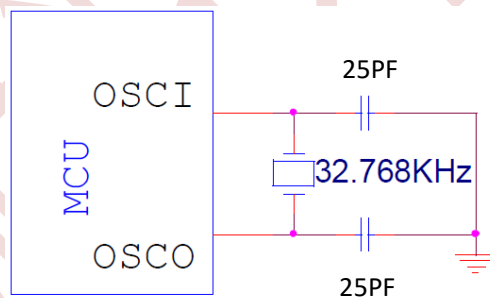 25PF
OSCI
MCU
32.768KHz
OSCO
25PF